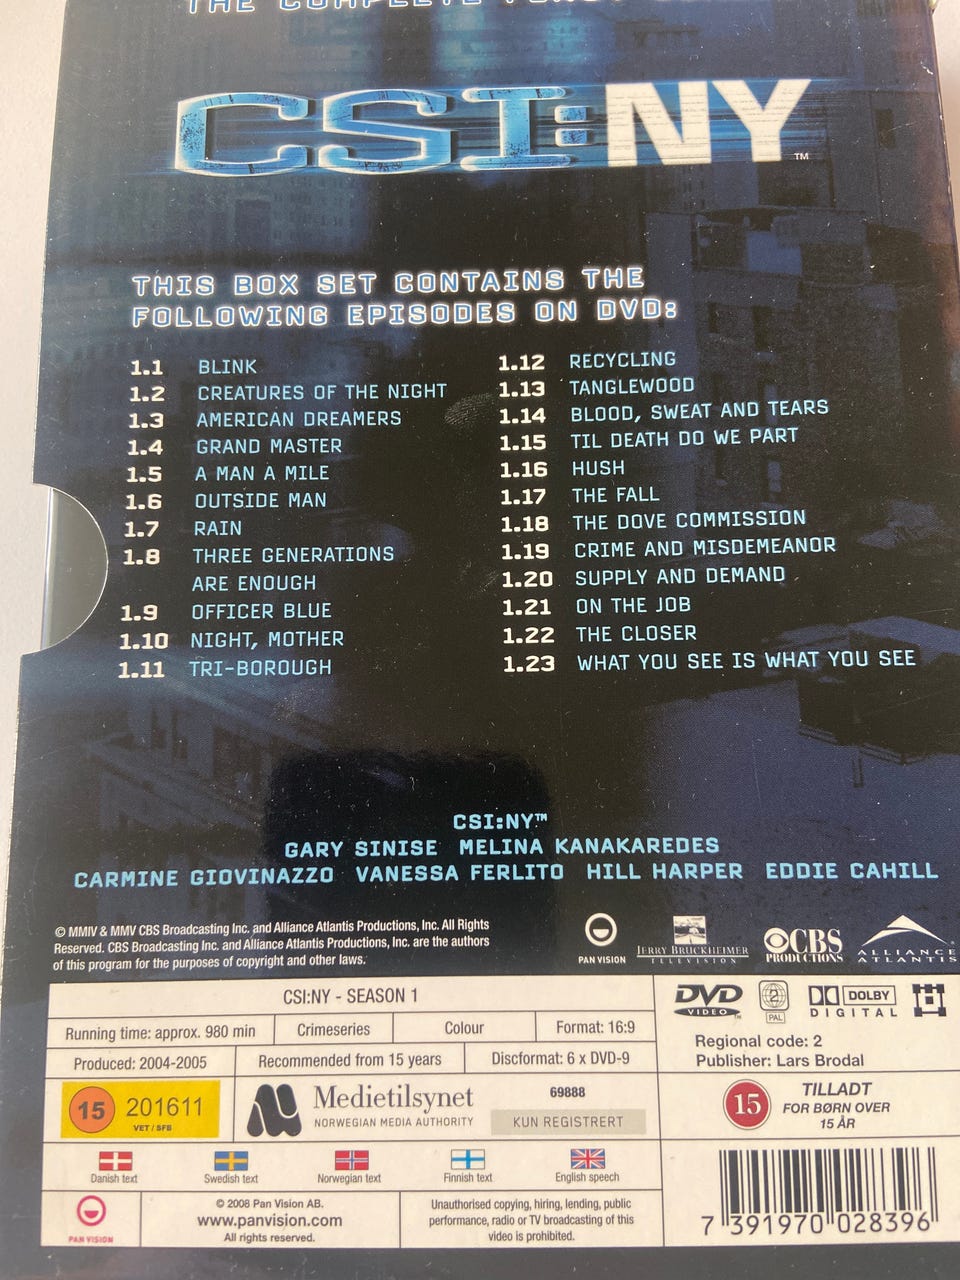 THE COMPLETE FIRST
CSI:NY™
THIS BOX SET CONTAINS THE
FOLLOWING EPISODES ON DVD:
1.1 BLINK
1.2 CREATURES OF THE NIGHT
1.3 AMERICAN DREAMERS
1.4 GRAND MASTER
1.5 A MAN A MILE
1.6 OUTSIDE MAN
1.7 RAIN
1.8 THREE GENERATIONS
ARE ENOUGH
1.9 OFFICER BLUE
1.10 NIGHT, MOTHER
1.11 TRI-BOROUGH
1.12 RECYCLING
1.13 TANGLEWOOD
1.14 BLOOD, SWEAT AND TEARS
1.15 TIL DEATH DO WE PART
1.16 HUSH
1.17 THE FALL
1.18 THE DOVE COMMISSION
1.19 CRIME AND MISDEMEANOR
1.20 SUPPLY AND DEMAND
1.21 ON THE JOB
1.22 THE CLOSER
1.23 WHAT YOU SEE IS WHAT YOU SEE
CSI:NY™
GARY SINISE MELINA KANAKAREDES
CARMINE GIOVINAZZO VANESSA FERLITO HILL HARPER EDDIE CAHILL
© MMIV & MMV CBS Broadcasting Inc. and Alliance Atlantis Productions, Inc. All Rights
Reserved. CBS Broadcasting Inc. and Alliance Atlantis Productions, Inc. are the authors
of this program for the purposes of copyright and other laws.
PAN VISION
JERRY BRUCKHEIMER
TELEVISION
CBS
PRODUCTIONS
ALLIANCE
ATLANTIS
CSI:NY - SEASON 1
Running time: approx. 980 min Crimeseries Colour Format: 16:9
Produced: 2004-2005 Recommended from 15 years Discformat: 6 x DVD-9
15 201611
VET / SFB
Medietilsynet
NORWEGIAN MEDIA AUTHORITY
69888
KUN REGISTRERT
Danish text Swedish text Norwegian text Finnish text English speech
PAN VISION
© 2008 Pan Vision AB.
www.panvision.com
All rights reserved.
Unauthorised copying, hiring, lending, public
performance, radio or TV broadcasting of this
video is prohibited.
DVD
VIDEO™
2
PAL
DOLBY
DIGITAL
Regional code: 2
Publisher: Lars Brodal
15
TILLADT
FOR BØRN OVER
15 ÅR
7 391970 028396